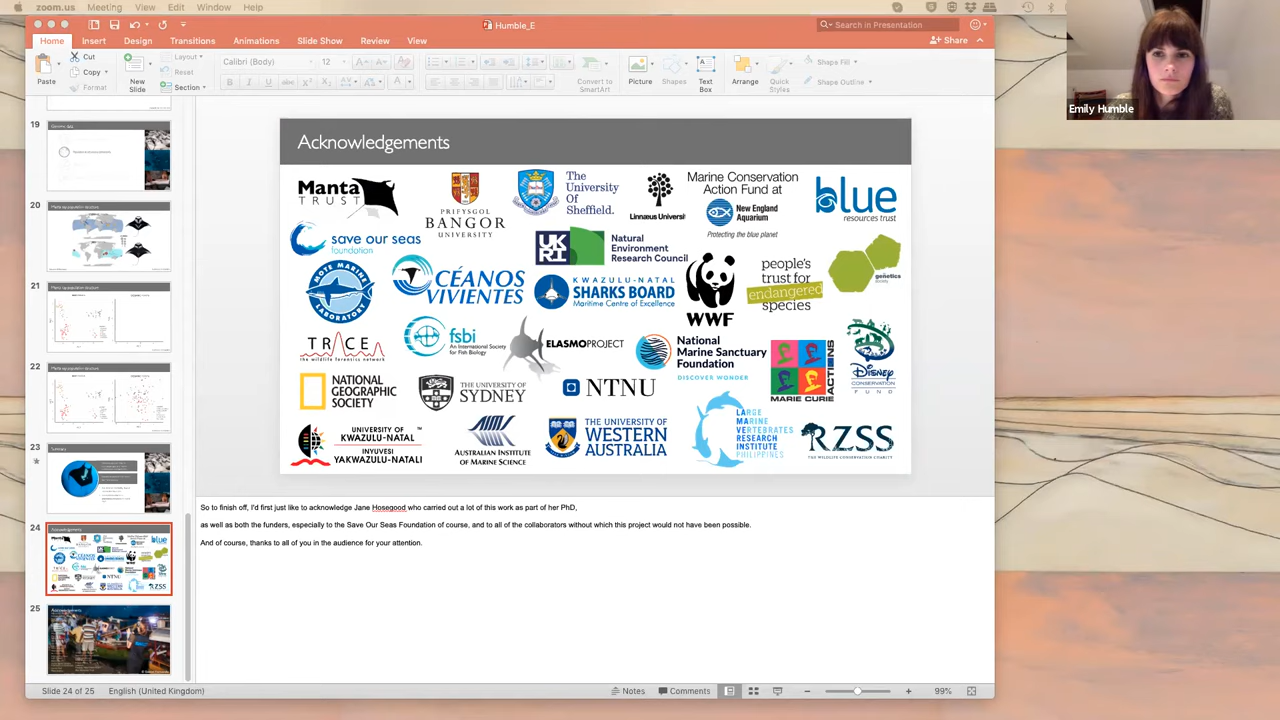 zoom.us Meeting View Edit Window Help
Humble_E
Search in Presentation
Home Insert Design Transitions Animations Slide Show Review View
Share
Paste
Cut
Copy
Format
New
Slide
Layout
Reset
Section
Calibri (Body) 12
Convert to
SmartArt
Picture
Shapes
Text
Box
Arrange
Quick
Styles
Shape Fill
Shape Outline
Emily Humble
19
20
21
22
23
24
25
Acknowledgements
Manta
TRUST
PRIFYSGOL
BANGOR
UNIVERSITY
The
University
Of
Sheffield.
Linnæus University
Marine Conservation
Action Fund at
New England
Aquarium
Protecting the blue planet
blue
resources trust
save our seas
foundation
UK
RI
Natural
Environment
Research Council
MOTE MARINE
LABORATORY
CÉANOS
VIVIENTES
KWAZULU-NATAL
SHARKS BOARD
Maritime Centre of Excellence
WWF
people's
trust for
endangered
species
genetics
society
TRACE
the wildlife forensics network
fsbi
An International Society
for Fish Biology
ELASMOPROJECT
National
Marine Sanctuary
Foundation
DISCOVER WONDER
MARIE CURIE
ACTIONS
Disney
CONSERVATION
FUND
NATIONAL
GEOGRAPHIC
SOCIETY
THE UNIVERSITY OF
SYDNEY
NTNU
UNIVERSITY OF ™
KWAZULU-NATAL
INYUVESI
YAKWAZULU-NATALI
AIMS
AUSTRALIAN INSTITUTE
OF MARINE SCIENCE
THE UNIVERSITY OF
WESTERN
AUSTRALIA
LARGE
MARINE
VERTEBRATES
RESEARCH
INSTITUTE
PHILIPPINES
RZSS
THE WILDLIFE CONSERVATION CHARITY
So to finish off, I'd first just like to acknowledge Jane Hosegood who carried out a lot of this work as part of her PhD,
as well as both the funders, especially to the Save Our Seas Foundation of course, and to all of the collaborators without which this project would not have been possible.
And of course, thanks to all of you in the audience for your attention.
Slide 24 of 25 English (United Kingdom)
Notes Comments 99%